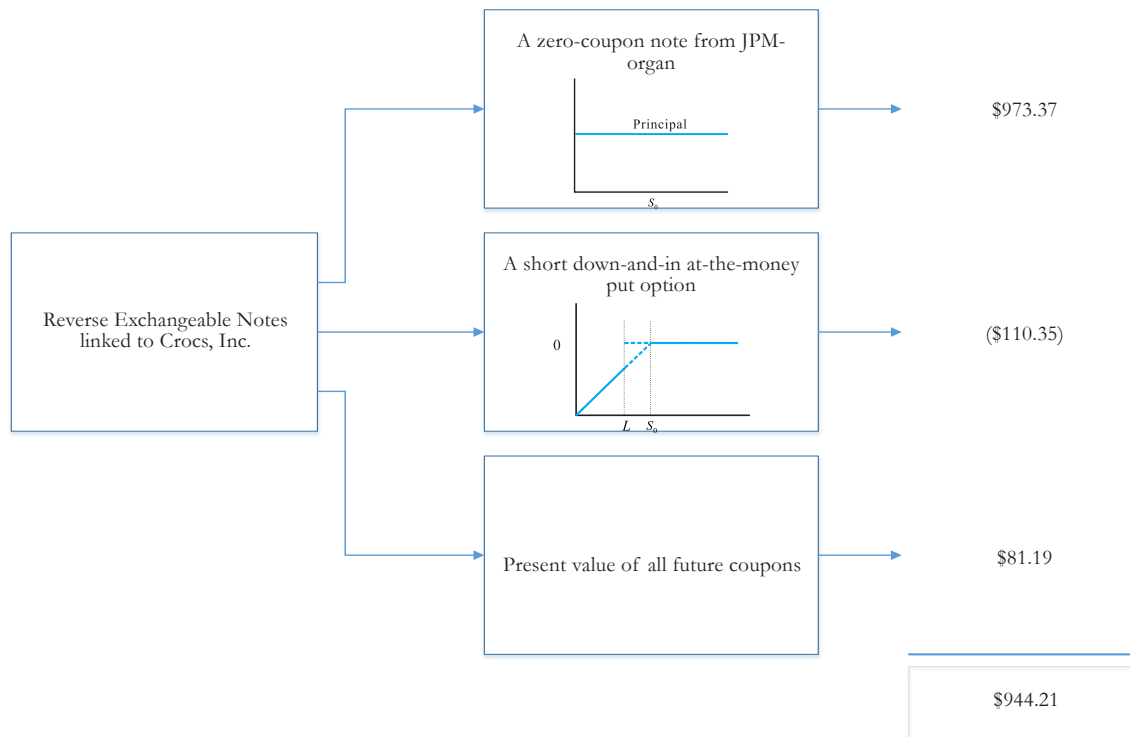 A zero-coupon note from JPM-
organ
Principal
S₀
$973.37
Reverse Exchangeable Notes
linked to Crocs, Inc.
A short down-and-in at-the-money
put option
0
L S₀
($110.35)
Present value of all future coupons
$81.19
$944.21